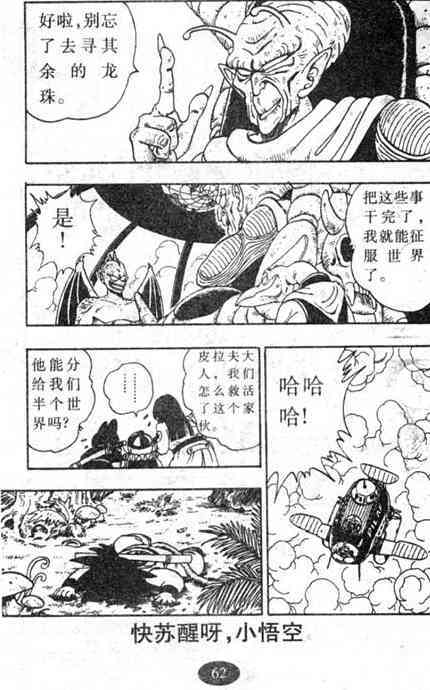 好啦,别忘
了去寻其
余的龙
珠。
把这些事
干完了,
我就能征
服世界
了。
是
!
哈哈
哈!
皮拉夫大
人,我们
怎么救活
了这个家
伙。
……
他能分
给我们
半个世
界吗?
快苏醒呀,小悟空
62